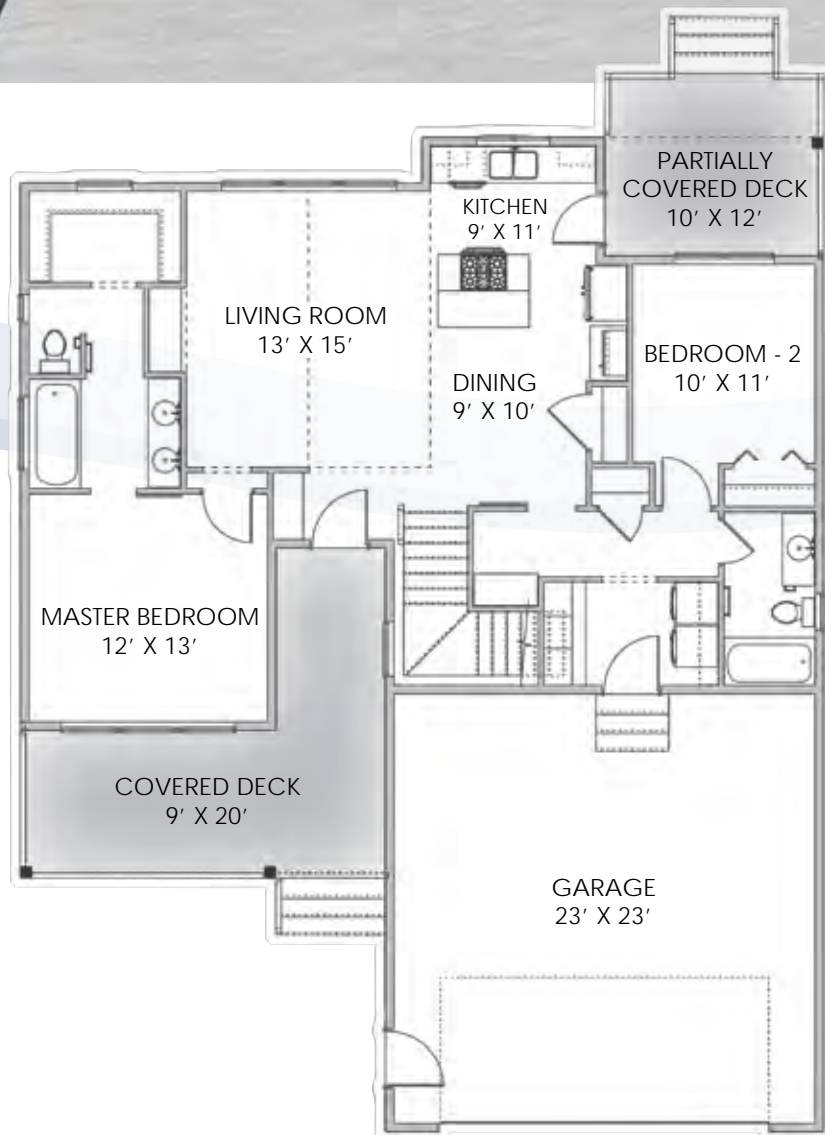 PARTIALLY
COVERED DECK
10’ X 12’
KITCHEN
9’ X 11’
LIVING ROOM
13’ X 15’
BEDROOM - 2
10’ X 11’
DINING
9’ X 10’
MASTER BEDROOM
12’ X 13’
COVERED DECK
9’ X 20’
GARAGE
23’ X 23’